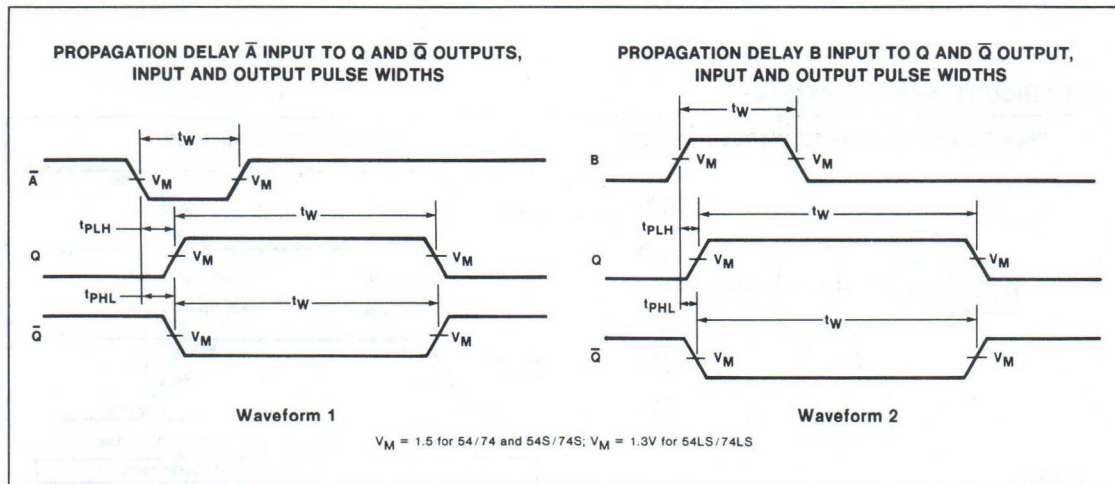 PROPAGATION DELAY A̅ INPUT TO Q AND Q̅ OUTPUTS,
INPUT AND OUTPUT PULSE WIDTHS
tW
A̅
VM
VM
tW
tPLH
Q
VM
VM
tPHL
tW
Q̅
VM
VM
Waveform 1
PROPAGATION DELAY B INPUT TO Q AND Q̅ OUTPUT,
INPUT AND OUTPUT PULSE WIDTHS
tW
B
VM
VM
tW
tPLH
Q
VM
VM
tPHL
tW
Q̅
VM
VM
Waveform 2
VM = 1.5 for 54/74 and 54S/74S; VM = 1.3V for 54LS/74LS